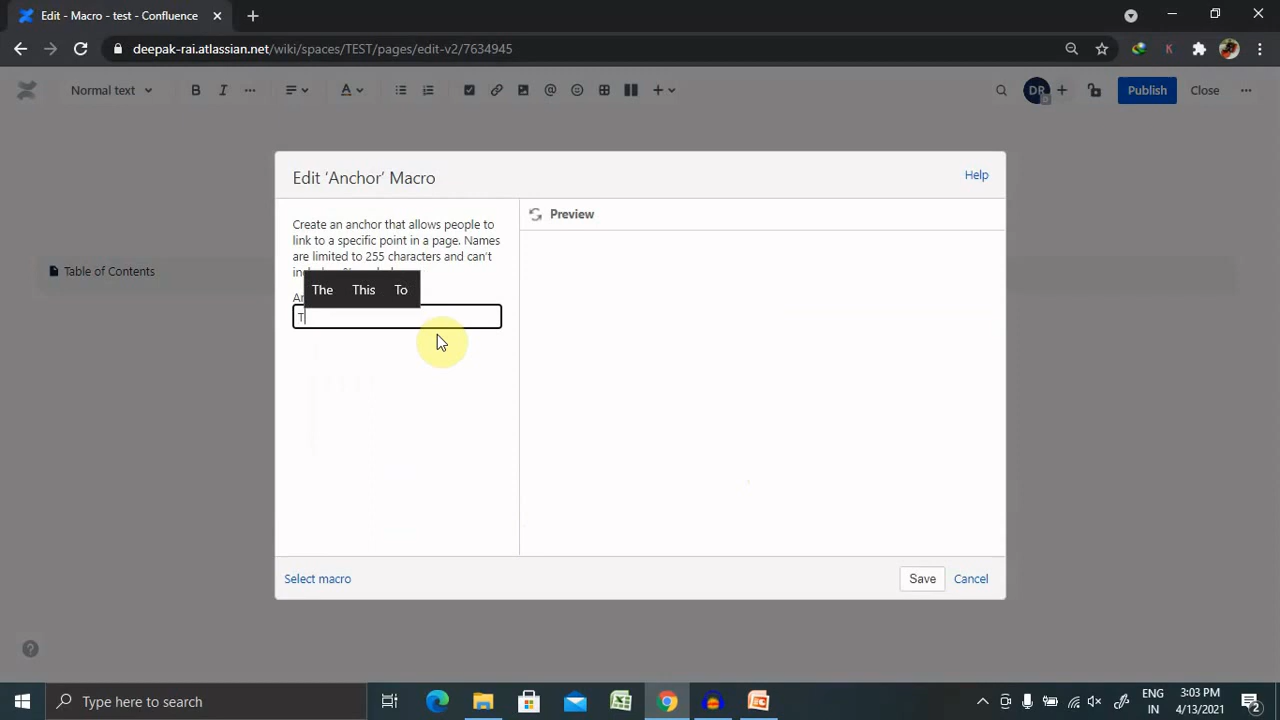 Edit - Macro - test - Confluence
deepak-rai.atlassian.net/wiki/spaces/TEST/pages/edit-v2/7634945
Normal text
B I A @ DR Publish Close
Edit ‘Anchor’ Macro
Help
Create an anchor that allows people to
link to a specific point in a page. Names
are limited to 255 characters and can’t
Preview
The This To
T
Table of Contents
Select macro
Save Cancel
Type here to search
ENG
IN
3:03 PM
4/13/2021
2